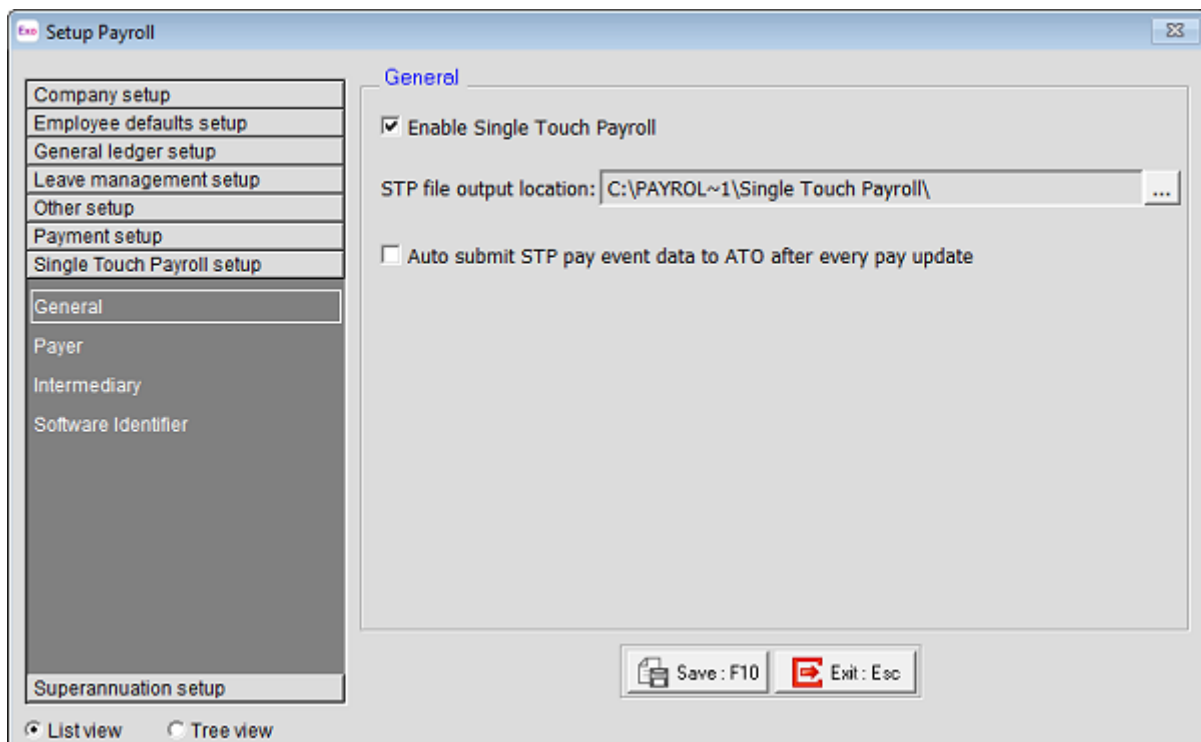 Exo Setup Payroll
Company setup
Employee defaults setup
General ledger setup
Leave management setup
Other setup
Payment setup
Single Touch Payroll setup
General
Payer
Intermediary
Software Identifier
Superannuation setup
List view Tree view
General
Enable Single Touch Payroll
STP file output location: C:\PAYROL~1\Single Touch Payroll\ ...
Auto submit STP pay event data to ATO after every pay update
Save : F10 Exit : Esc